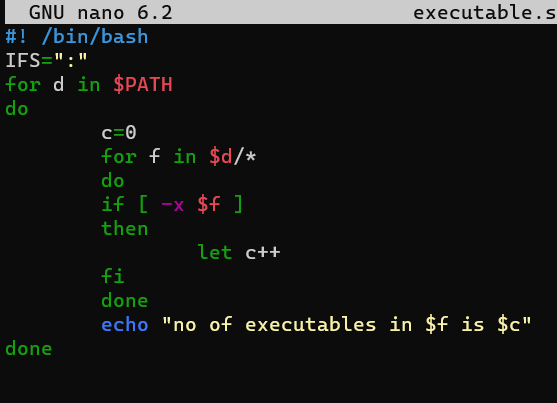 GNU nano 6.2 executable.s
#! /bin/bash
IFS=":"
for d in $PATH
do
        c=0
        for f in $d/*
        do
        if [ -x $f ]
        then
                let c++
        fi
        done
        echo "no of executables in $f is $c"
done